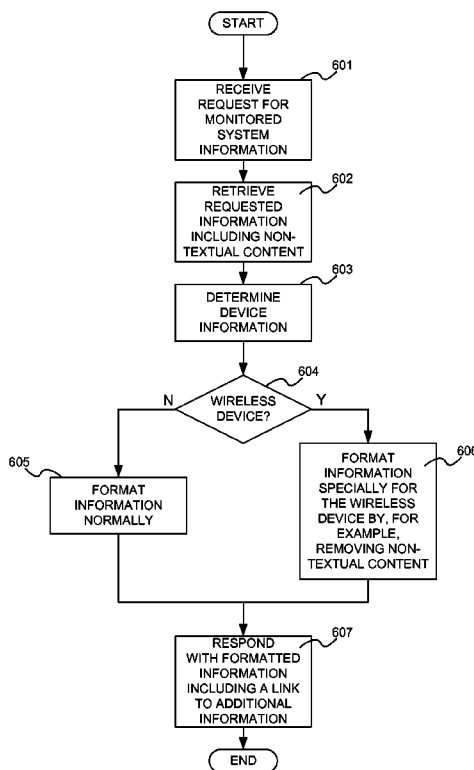 START
601
RECEIVE
REQUEST FOR
MONITORED
SYSTEM
INFORMATION
602
RETRIEVE
REQUESTED
INFORMATION
INCLUDING NON-
TEXTUAL CONTENT
603
DETERMINE
DEVICE
INFORMATION
604
N
WIRELESS
DEVICE?
Y
605
FORMAT
INFORMATION
NORMALLY
606
FORMAT
INFORMATION
SPECIALLY FOR
THE WIRELESS
DEVICE BY, FOR
EXAMPLE,
REMOVING NON-
TEXTUAL CONTENT
607
RESPOND
WITH FORMATTED
INFORMATION
INCLUDING A LINK
TO ADDITIONAL
INFORMATION
END